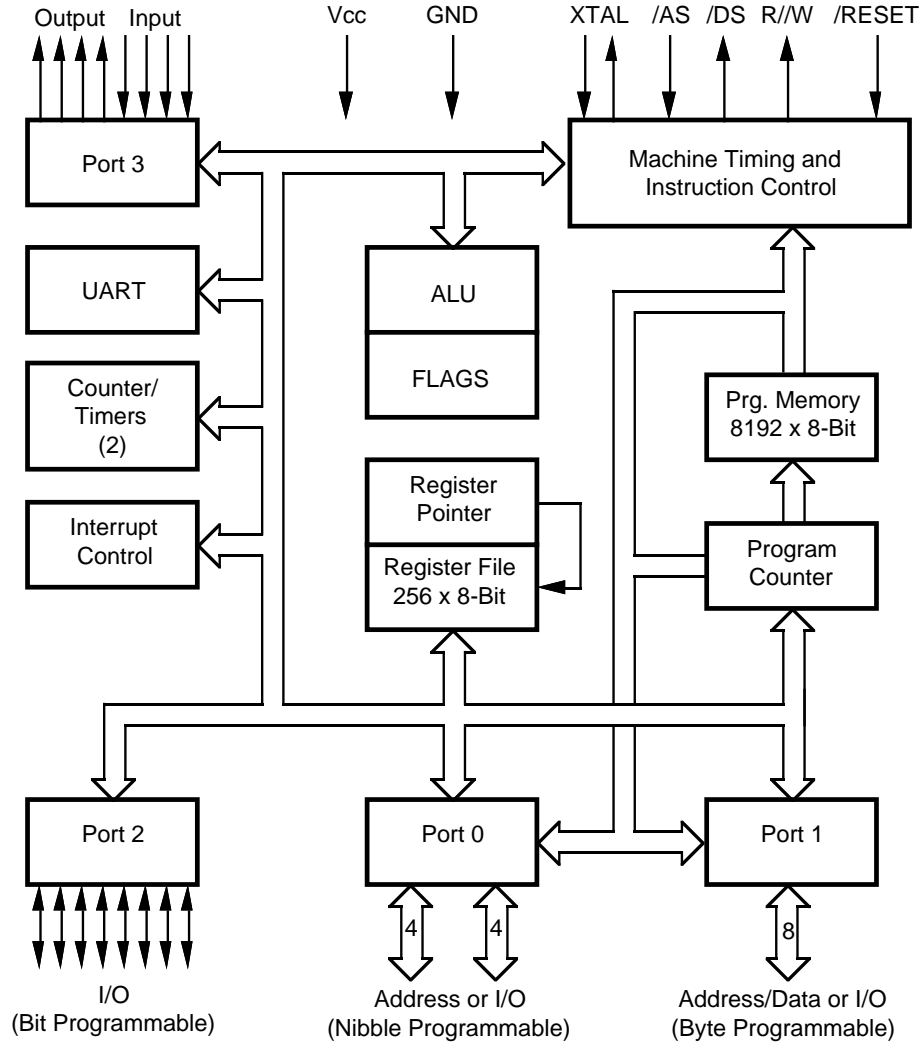 Output Input Vcc GND XTAL /AS /DS R//W /RESET
Port 3
Machine Timing and
Instruction Control
UART
ALU
FLAGS
Counter/
Timers
(2)
Prg. Memory
8192 x 8-Bit
Register
Pointer
Interrupt
Control
Register File
256 x 8-Bit
Program
Counter
Port 2
Port 0
Port 1
4
4
8
I/O
(Bit Programmable)
Address or I/O
(Nibble Programmable)
Address/Data or I/O
(Byte Programmable)